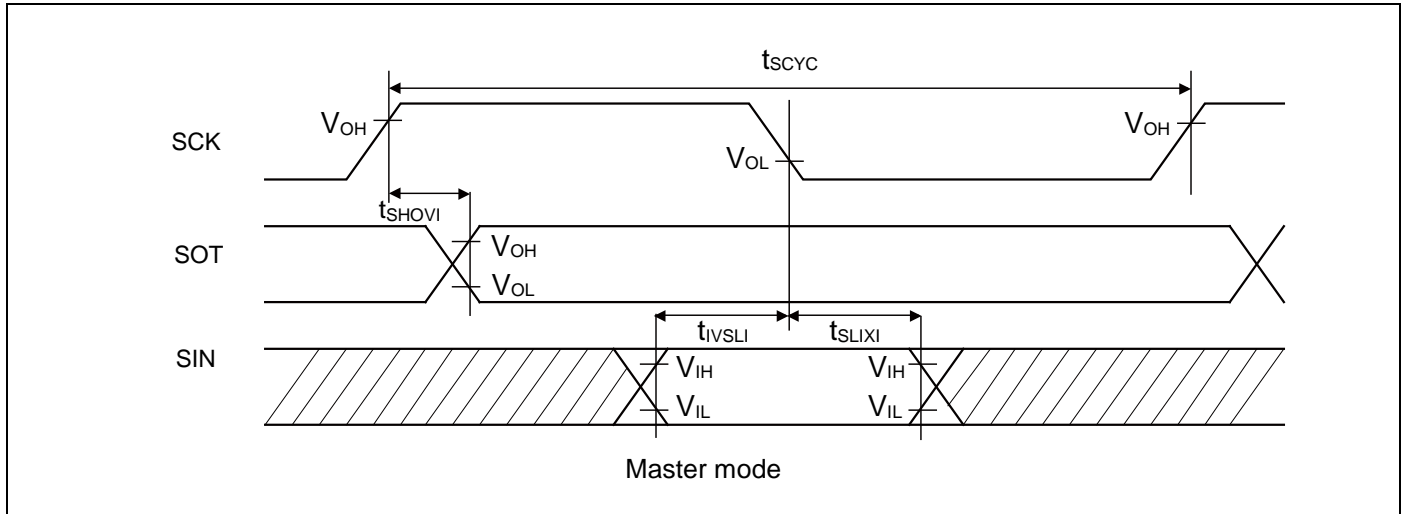 tSCYC
SCK
VOH
VOL
VOH
tSHOVI
SOT
VOH
VOL
tIVSLI
tSLIXI
SIN
VIH
VIH
VIL
VIL
Master mode